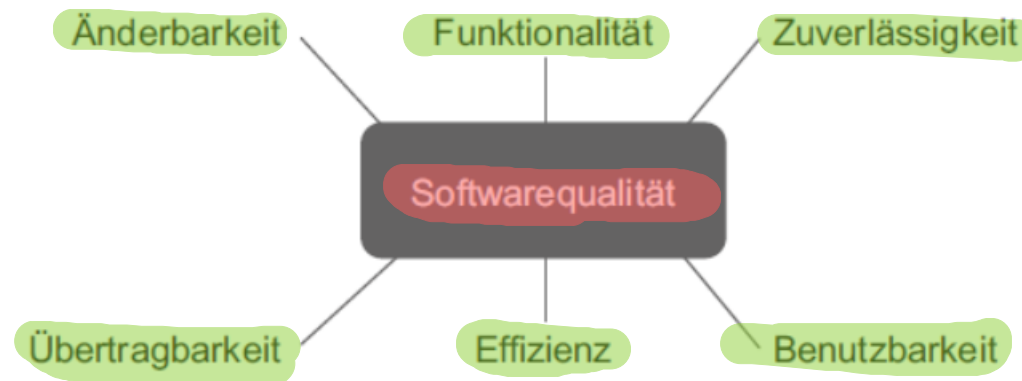 Änderbarkeit
Funktionalität
Zuverlässigkeit
Softwarequalität
Übertragbarkeit
Effizienz
Benutzbarkeit